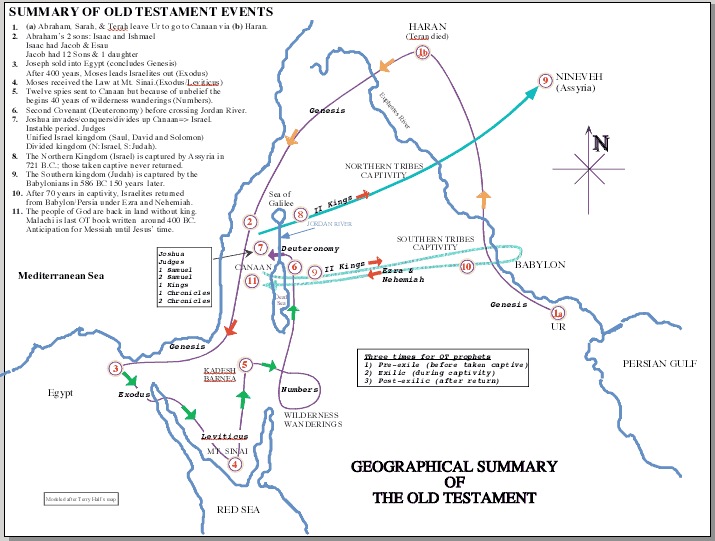 SUMMARY OF OLD TESTAMENT EVENTS
1. (a) Abraham, Sarah, & Terah leave Ur to go to Canaan via (b) Haran.
2. Abraham's 2 sons: Isaac and Ishmael
Isaac had Jacob & Esau
Jacob had 12 Sons & 1 daughter
3. Joseph sold into Egypt (concludes Genesis)
After 400 years, Moses leads Israelites out (Exodus)
4. Moses received the Law at Mt. Sinai (Exodus/Leviticus)
5. Twelve spies sent to Canaan but because of unbelief the
begins 40 years of wilderness wanderings (Numbers).
6. Second Covenant (Deuteronomy) before crossing Jordan River.
7. Joshua invades/conquers/divides up Canaan=> Israel.
Instable period. Judges
Unified Israel kingdom (Saul, David and Solomon)
Divided kingdom (N: Israel, S: Judah).
8. The Northern Kingdom (Israel) is captured by Assyria in
721 B.C.; those taken captive never returned.
9. The Southern kingdom (Judah) is captured by the
Babylonians in 586 BC 150 years later.
10. After 70 years in captivity, Israelites returned
from Babylon/Persia under Ezra and Nehemiah.
11. The people of God are back in land without king.
Malachi is last OT book written around 400 BC.
Anticipation for Messiah until Jesus' time.
HARAN
(Teran died)
1b
9
NINEVEH
(Assyria)
Genesis
Euphrates River
N
NORTHERN TRIBES
CAPTIVITY
Sea of
Galilee
8
II Kings
2
JORDAN RIVER
7
Deuteronomy
SOUTHERN TRIBES
CAPTIVITY
Joshua
Judges
1 Samuel
2 Samuel
1 Kings
1 Chronicles
2 Chronicles
CANAAN
6
9
II Kings
10
BABYLON
Mediterranean Sea
11
Ezra &
Nehemiah
Dead
Sea
Genesis
1a
UR
Genesis
Three times for OT prophets
1) Pre-exile (before taken captive)
2) Exilic (during captivity)
3) Post-exilic (after return)
PERSIAN GULF
3
KADESH
BARNEA
5
Egypt
Exodus
Numbers
WILDERNESS
WANDERINGS
Leviticus
MT. SINAI
4
GEOGRAPHICAL SUMMARY
OF
THE OLD TESTAMENT
Modeled after Terry Hall's map
RED SEA